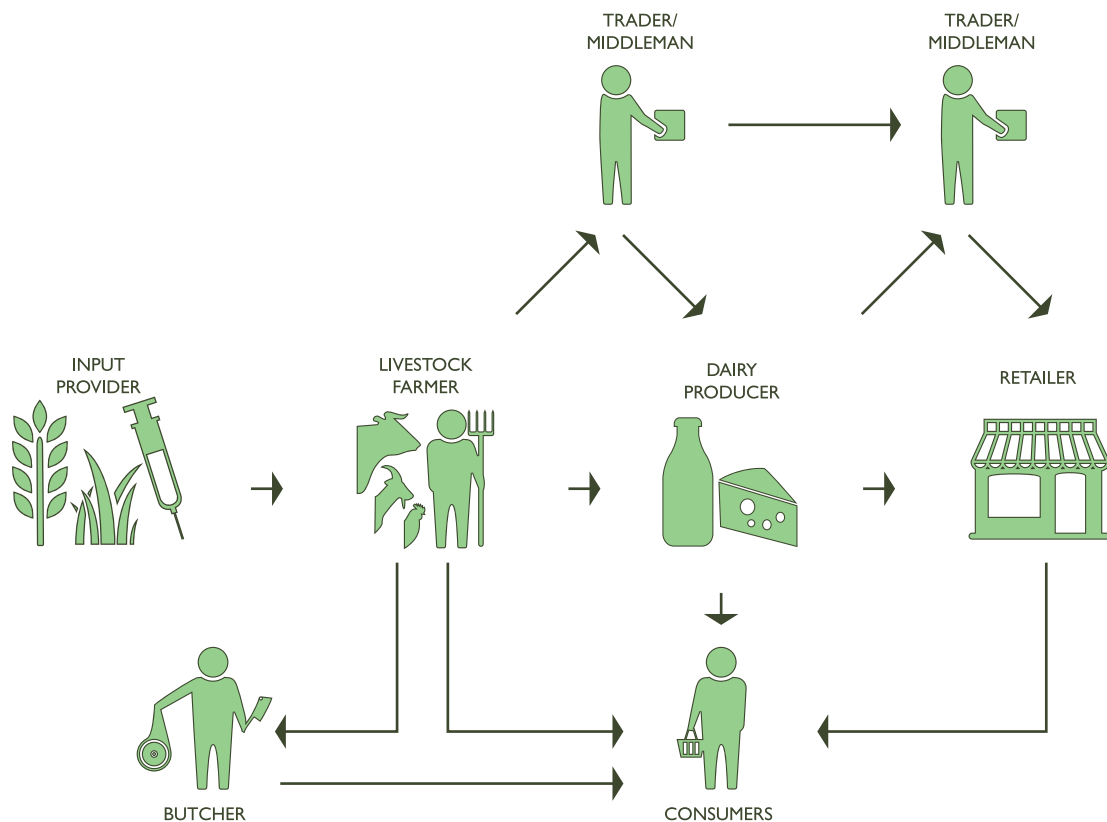 TRADER/
MIDDLEMAN
TRADER/
MIDDLEMAN
INPUT
PROVIDER
LIVESTOCK
FARMER
DAIRY
PRODUCER
RETAILER
BUTCHER
CONSUMERS